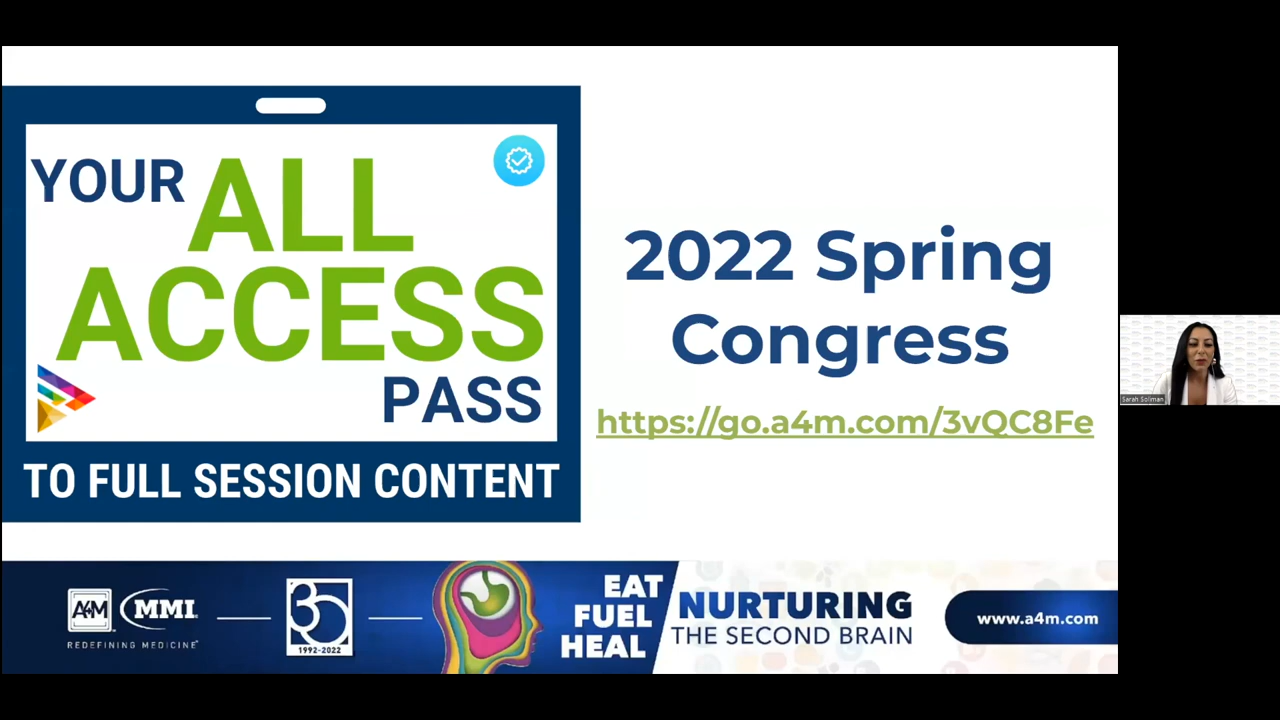 YOUR ALL
ACCESS
PASS
TO FULL SESSION CONTENT
2022 Spring
Congress
https://go.a4m.com/3vQC8Fe
Sarah Soliman
A4M MMI
REDEFINING MEDICINE
30
1992-2022
EAT
FUEL
HEAL
NURTURING
THE SECOND BRAIN
www.a4m.com